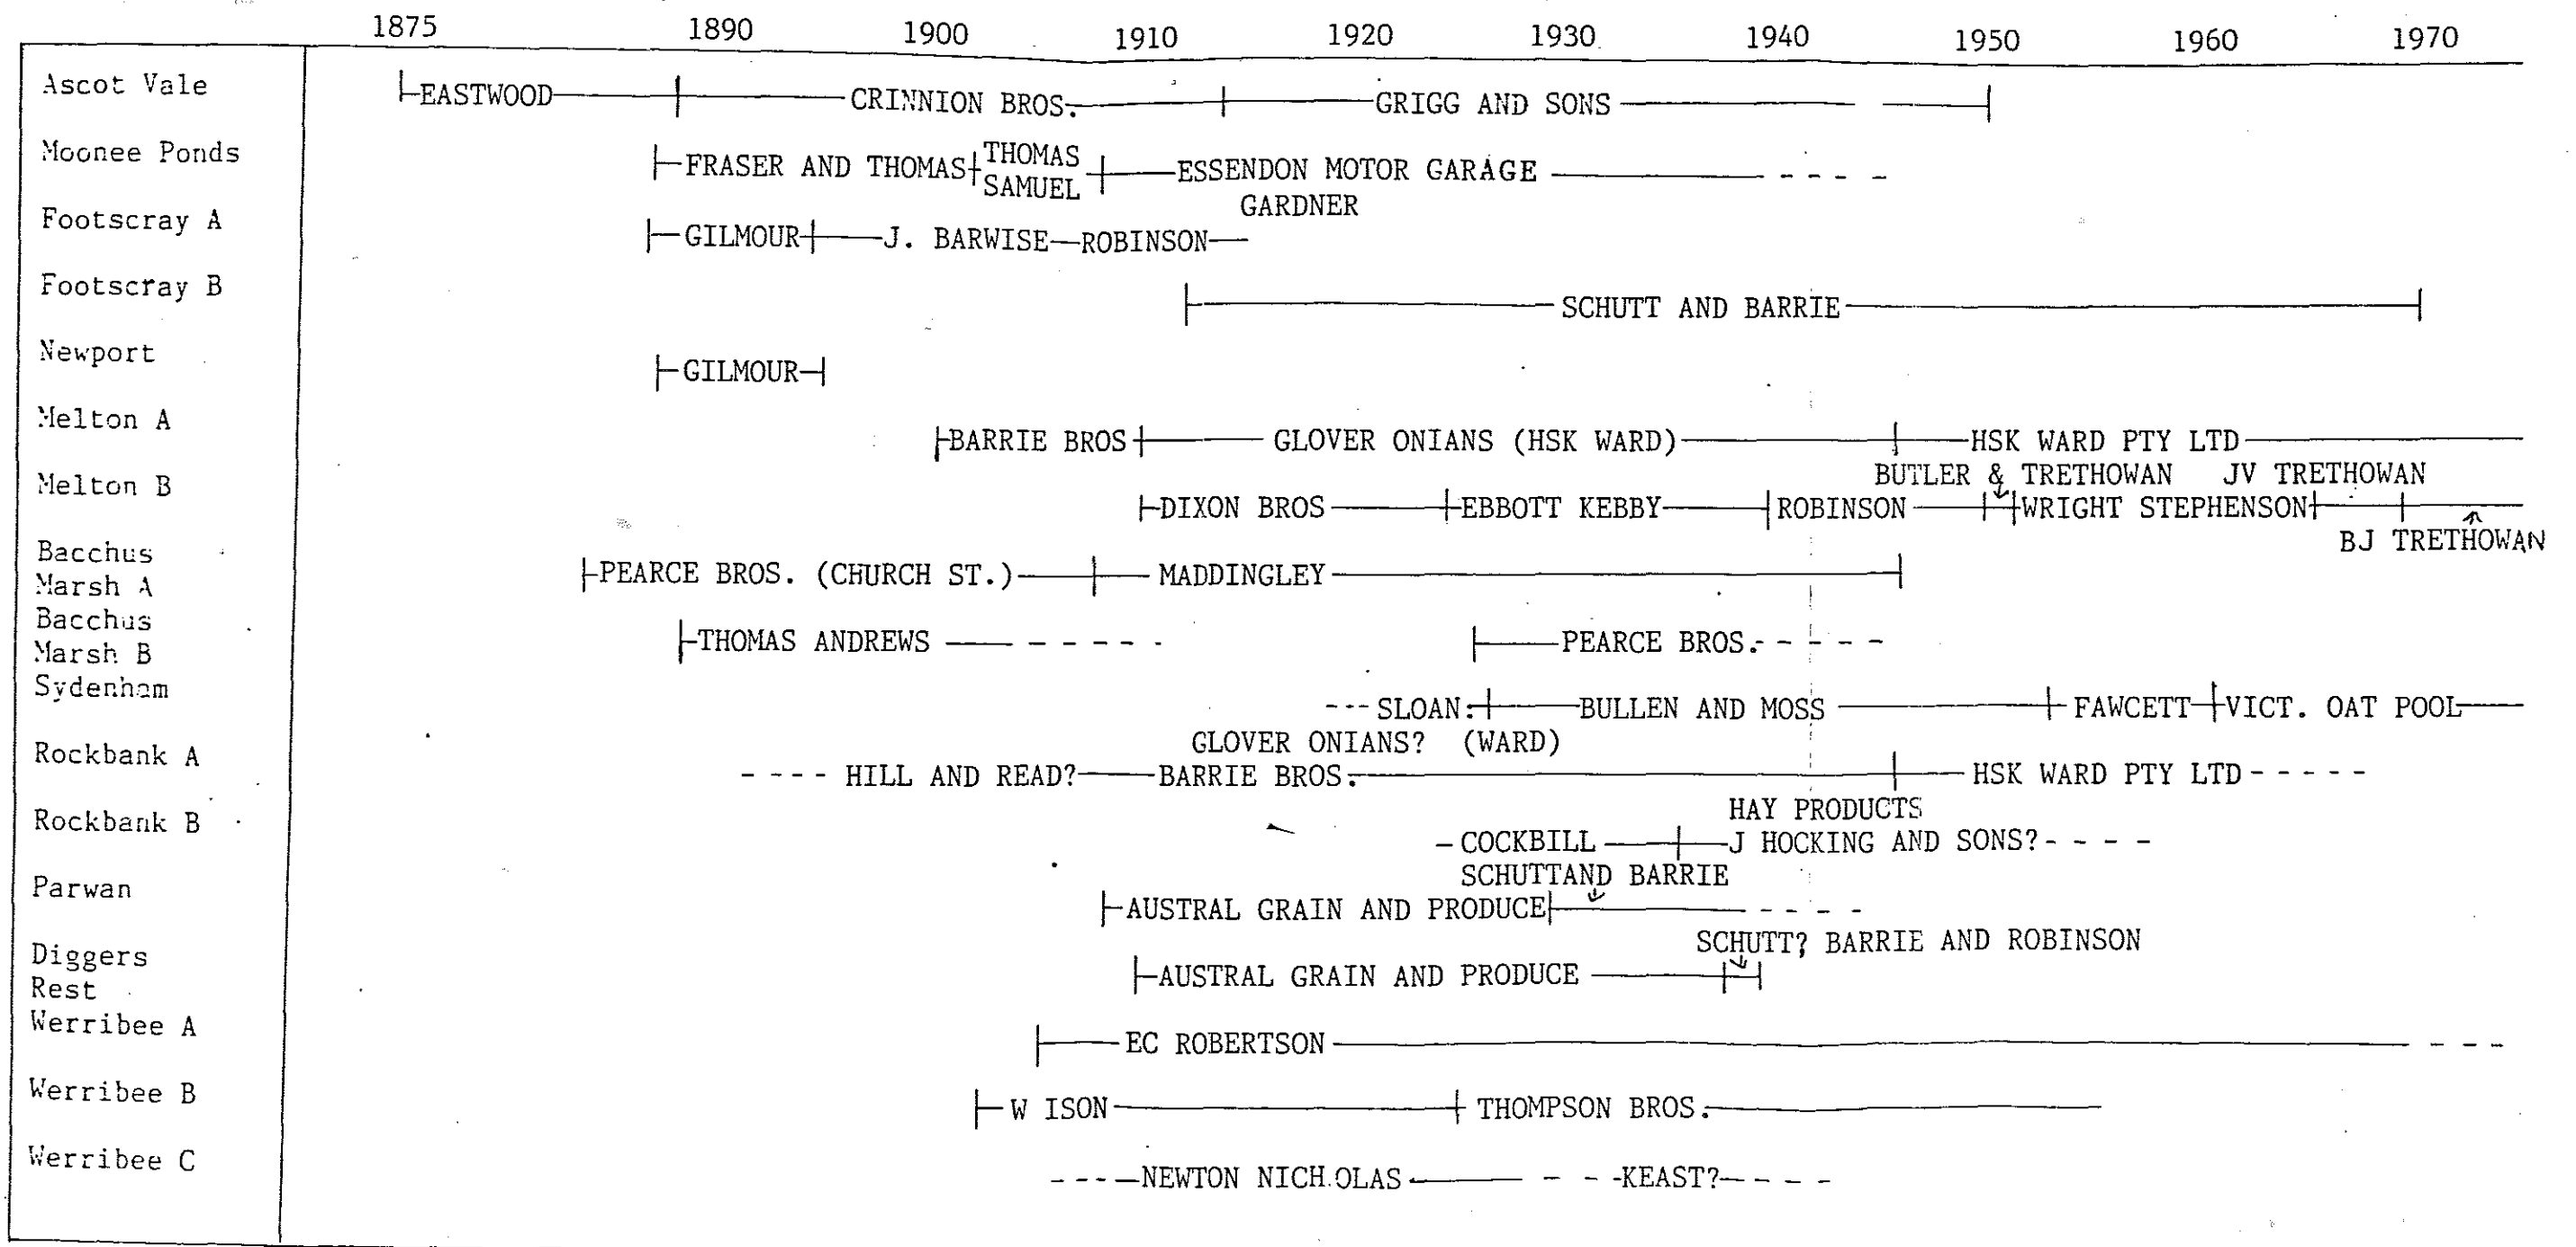 1875 1890 1900 1910 1920 1930 1940 1950 1960 1970
Ascot Vale EASTWOOD CRINNION BROS. GRIGG AND SONS
Moonee Ponds FRASER AND THOMAS THOMAS SAMUEL ESSENDON MOTOR GARAGE
GARDNER
Footscray A GILMOUR J. BARWISE ROBINSON
Footscray B SCHUTT AND BARRIE
Newport GILMOUR
Melton A BARRIE BROS GLOVER ONIANS (HSK WARD) HSK WARD PTY LTD
BUTLER & TRETHOWAN JV TRETHOWAN
Melton B DIXON BROS EBBOTT KEBBY ROBINSON WRIGHT STEPHENSON
BJ TRETHOWAN
Bacchus
Marsh A PEARCE BROS. (CHURCH ST.) MADDINGLEY
Bacchus
Marsh B THOMAS ANDREWS PEARCE BROS.
Sydenham SLOAN. BULLEN AND MOSS FAWCETT VICT. OAT POOL
GLOVER ONIANS? (WARD)
Rockbank A HILL AND READ? BARRIE BROS. HSK WARD PTY LTD
HAY PRODUCTS
Rockbank B COCKBILL J HOCKING AND SONS?
SCHUTTAND BARRIE
Parwan AUSTRAL GRAIN AND PRODUCE
SCHUTT? BARRIE AND ROBINSON
Diggers
Rest AUSTRAL GRAIN AND PRODUCE
Werribee A EC ROBERTSON
Werribee B W ISON THOMPSON BROS.
Werribee C NEWTON NICHOLAS KEAST?